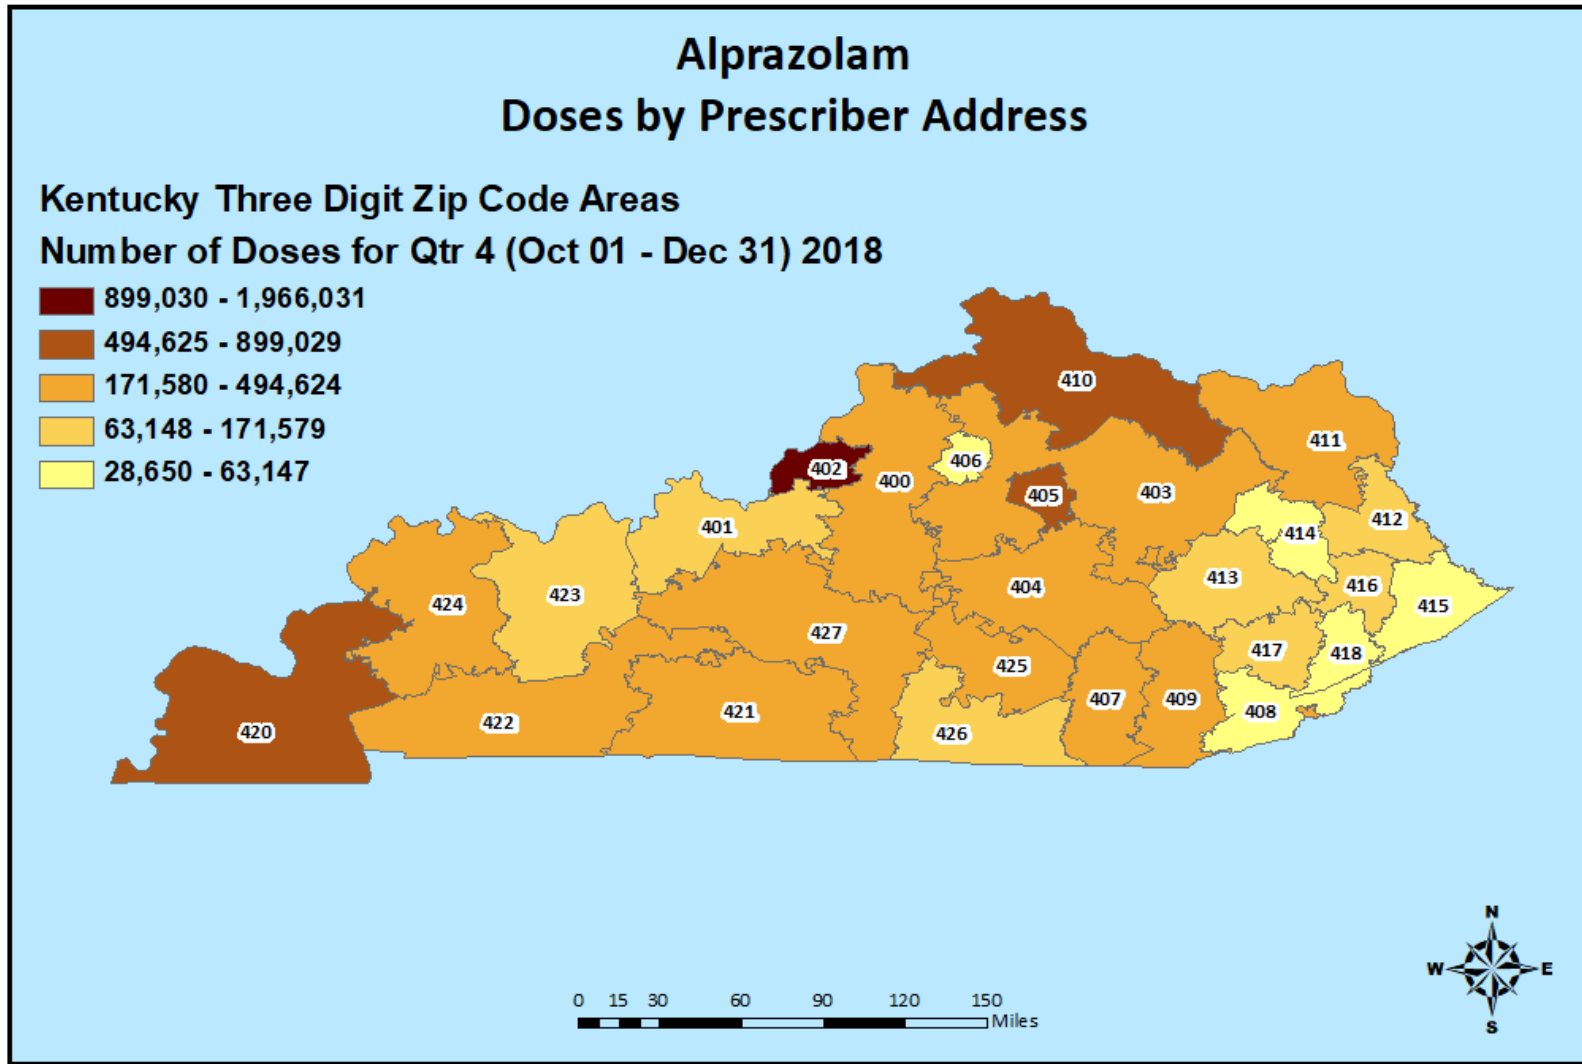 Alprazolam
Doses by Prescriber Address
Kentucky Three Digit Zip Code Areas
Number of Doses for Qtr 4 (Oct 01 - Dec 31) 2018
899,030 - 1,966,031
494,625 - 899,029
171,580 - 494,624
63,148 - 171,579
28,650 - 63,147
410
411
402
406
400
405
403
401
412
414
413
416
415
404
424
423
427
425
417
418
407
409
408
420
422
421
426
N
W E
S
0 15 30 60 90 120 150
Miles